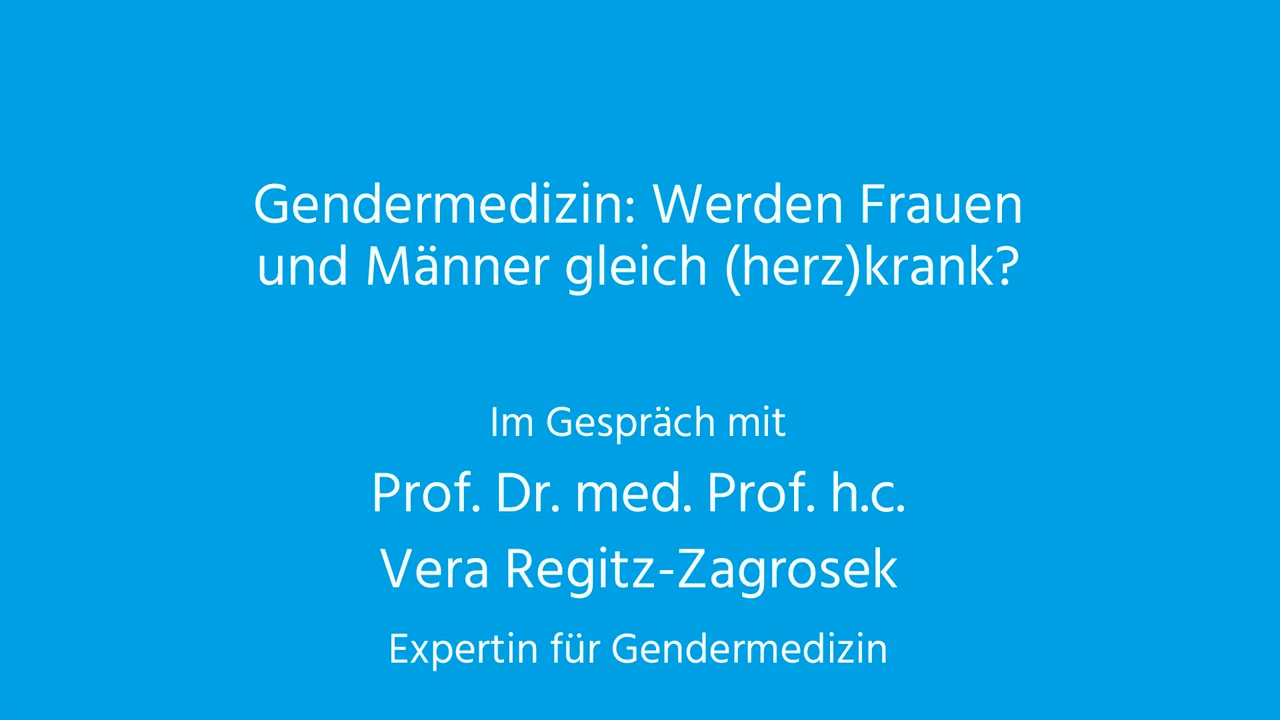 Gendermedizin: Werden Frauen
und Männer gleich (herz)krank?
Im Gespräch mit
Prof. Dr. med. Prof. h.c.
Vera Regitz-Zagrosek
Expertin für Gendermedizin